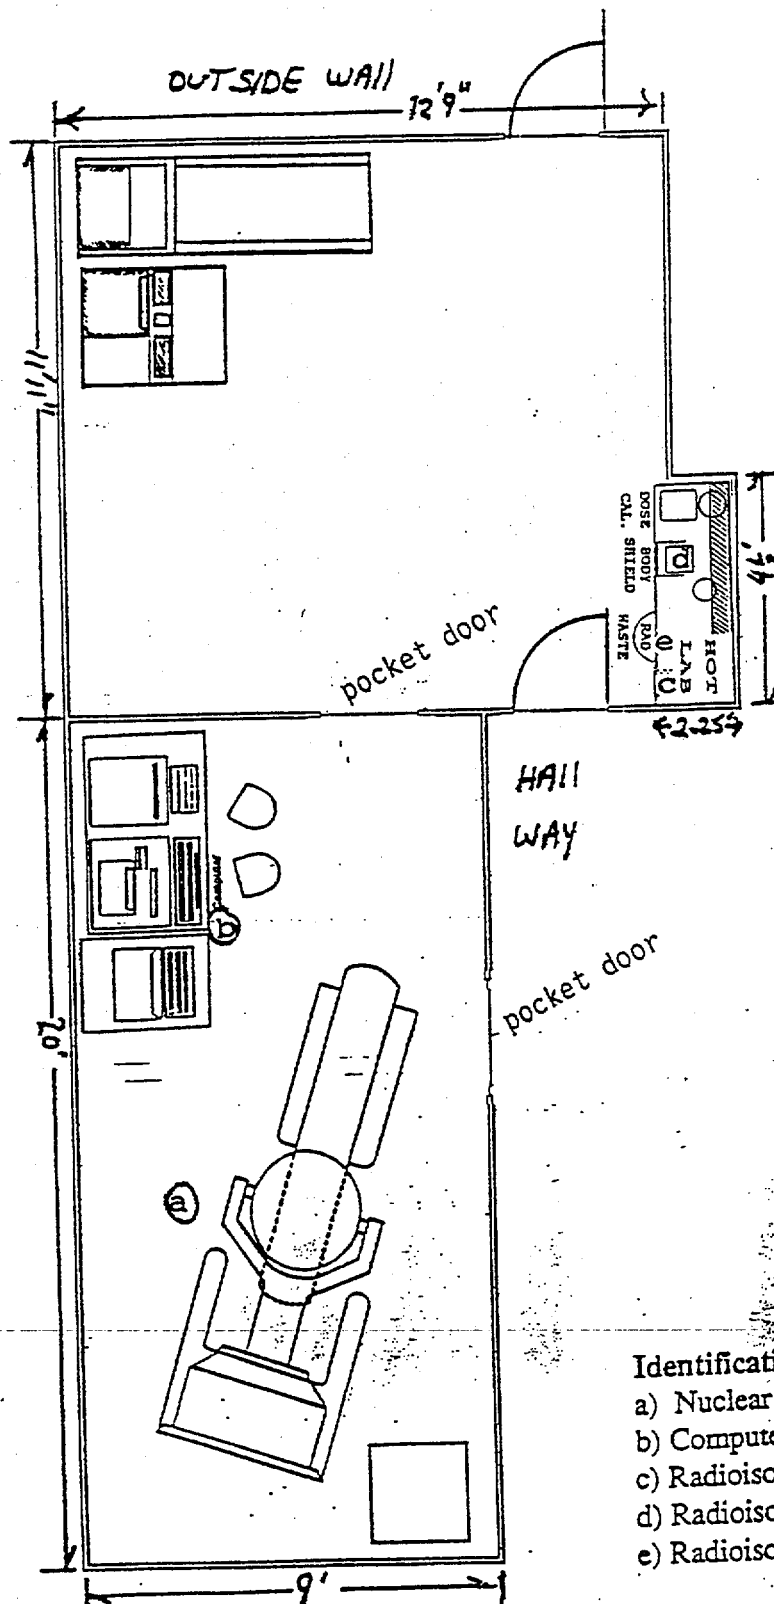 OUTSIDE WAll
12'9"
11'11"
DOSE
CAL.
BODY
SHIELD
RAD
WASTE
HOT
LAB
d
e
c
2.25
pocket door
HAll
WAY
b
pocket door
20'
a
9'
Identificati
a) Nuclear
b) Compute
c) Radioiso
d) Radioiso
e) Radioiso